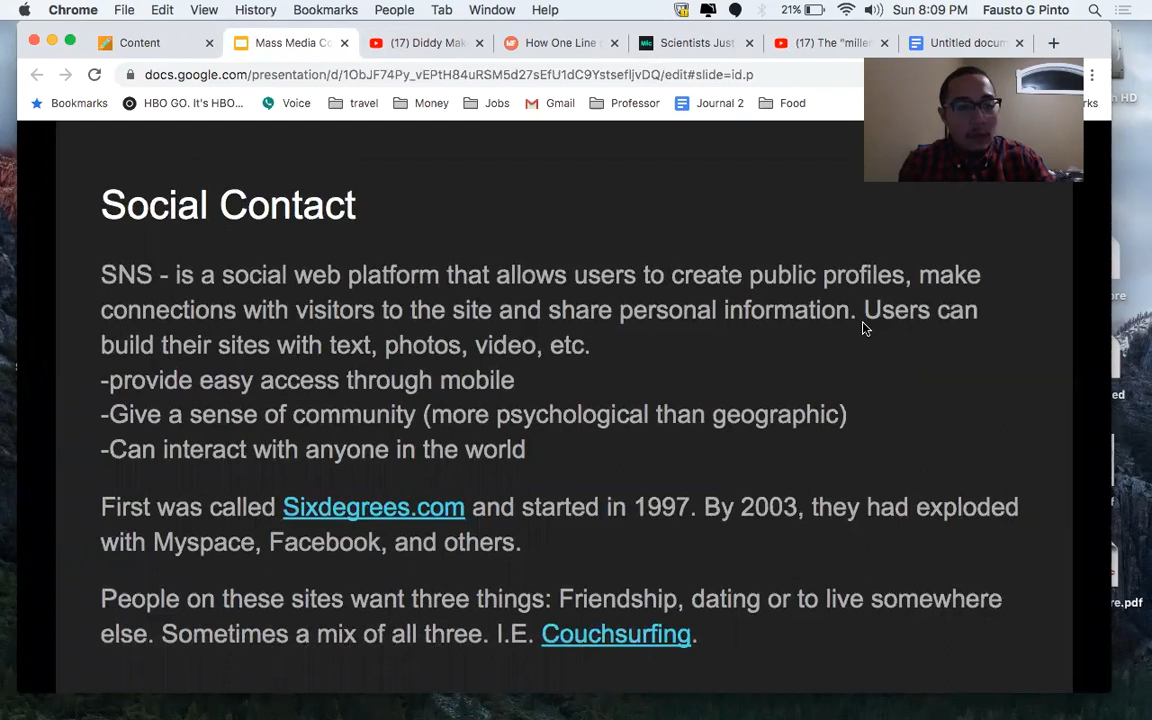 Chrome File Edit View History Bookmarks People Tab Window Help 21% Sun 8:09 PM Fausto G Pinto
Content Mass Media Co (17) Diddy Mak How One Line Scientists Just (17) The "miller Untitled docum
docs.google.com/presentation/d/1ObJF74Py_vEPtH84uRSM5d27sEfU1dC9YstsefIjvDQ/edit#slide=id.p
Bookmarks HBO GO. It's HBO... Voice travel Money Jobs Gmail Professor Journal 2 Food
Social Contact
SNS - is a social web platform that allows users to create public profiles, make
connections with visitors to the site and share personal information. Users can
build their sites with text, photos, video, etc.
-provide easy access through mobile
-Give a sense of community (more psychological than geographic)
-Can interact with anyone in the world
First was called Sixdegrees.com and started in 1997. By 2003, they had exploded
with Myspace, Facebook, and others.
People on these sites want three things: Friendship, dating or to live somewhere
else. Sometimes a mix of all three. I.E. Couchsurfing.